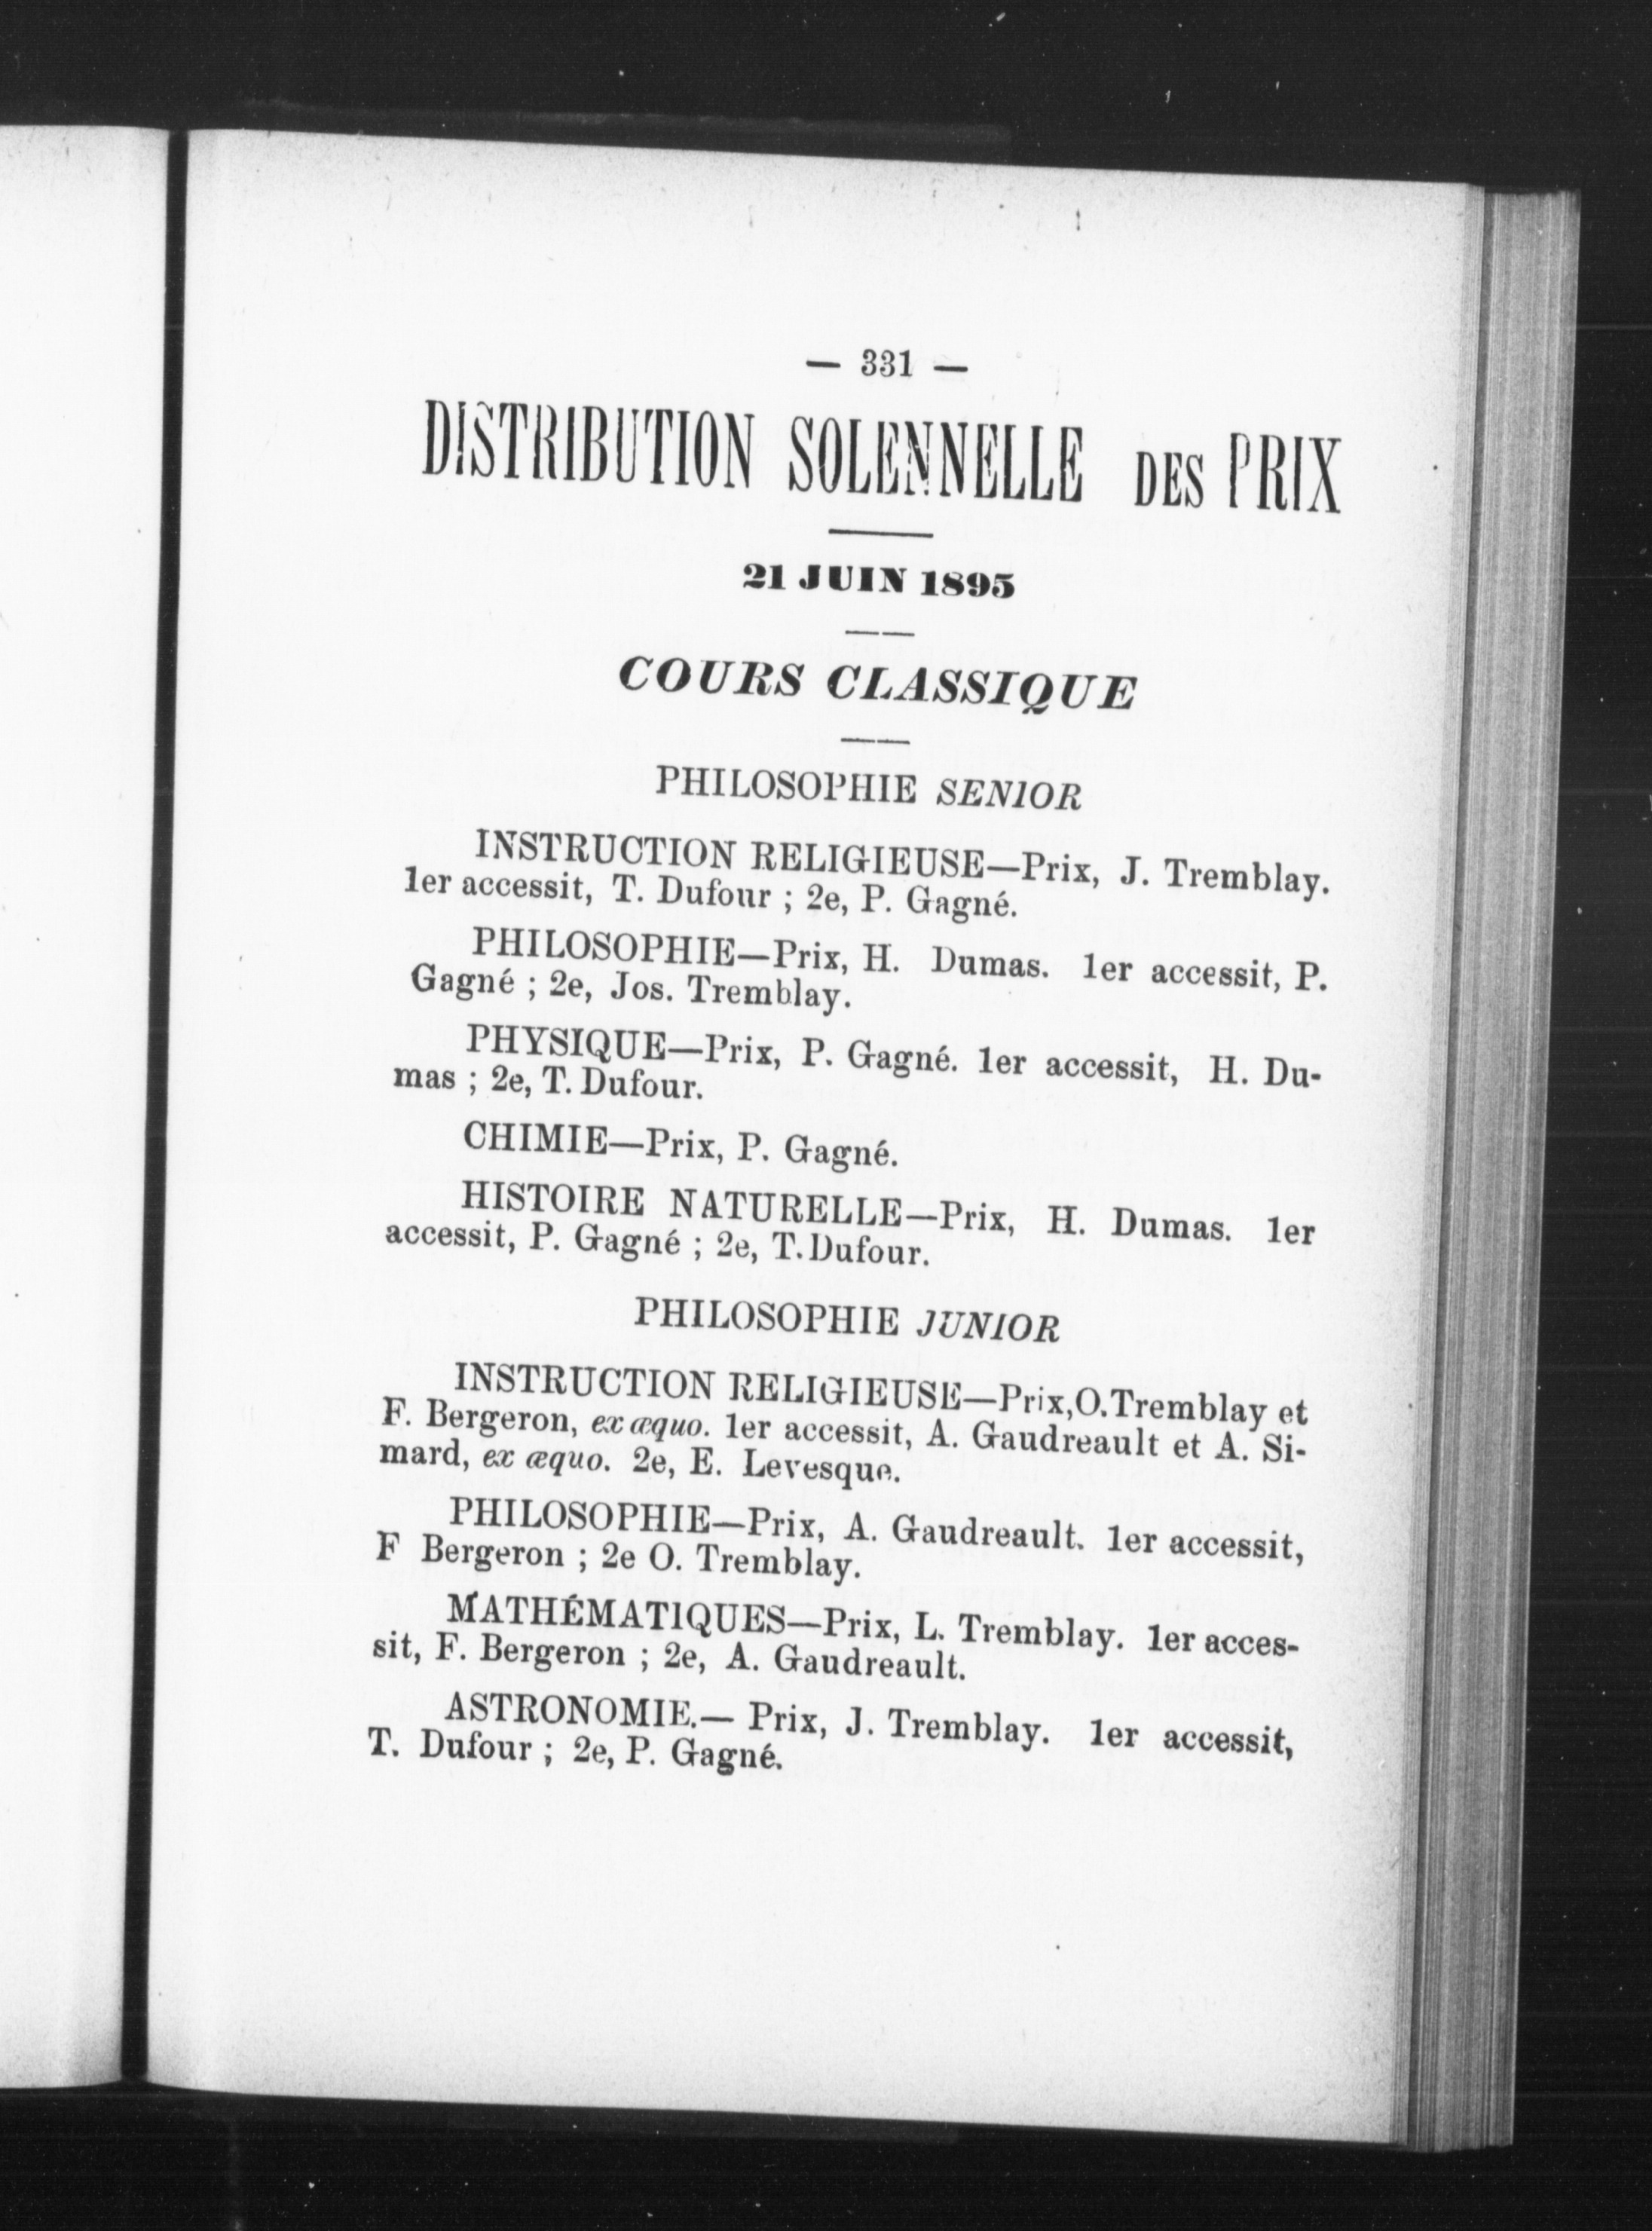 — 331 —
DISTRIBUTION SOLENNELLE DES PRIX
21 JUIN 1895
COURS CLASSIQUE
PHILOSOPHIE SENIOR
INSTRUCTION RELIGIEUSE—Prix, J. Tremblay.
1er accessit, T. Dufour ; 2e, P. Gagné.
PHILOSOPHIE—Prix, H. Dumas. 1er accessit, P.
Gagné ; 2e, Jos. Tremblay.
PHYSIQUE—Prix, P. Gagné. 1er accessit, H. Du-
mas ; 2e, T. Dufour.
CHIMIE—Prix, P. Gagné.
HISTOIRE NATURELLE—Prix, H. Dumas. 1er
accessit, P. Gagné ; 2e, T. Dufour.
PHILOSOPHIE JUNIOR
INSTRUCTION RELIGIEUSE—Prix,O.Tremblay et
F. Bergeron, ex æquo. 1er accessit, A. Gaudreault et A. Si-
mard, ex æquo. 2e, E. Levesque.
PHILOSOPHIE—Prix, A. Gaudreault. 1er accessit,
F Bergeron ; 2e O. Tremblay.
MATHÉMATIQUES—Prix, L. Tremblay. 1er acces-
sit, F. Bergeron ; 2e, A. Gaudreault.
ASTRONOMIE.— Prix, J. Tremblay. 1er accessit,
T. Dufour ; 2e, P. Gagné.